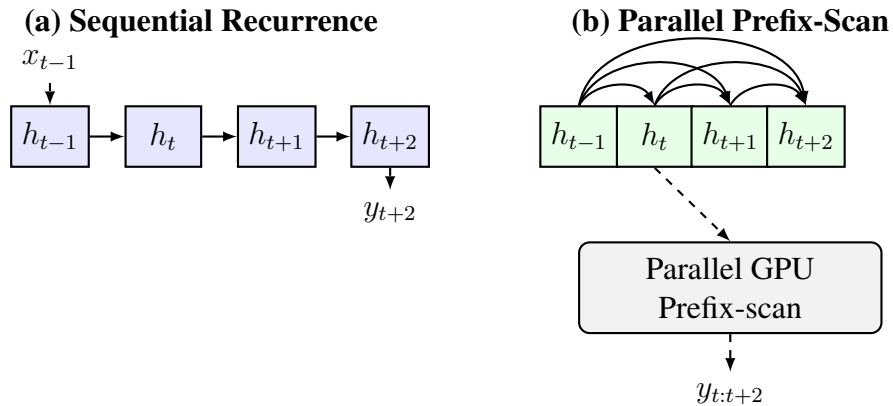 (a) Sequential Recurrence
x_{t−1}
h_{t−1} h_t h_{t+1} h_{t+2}
y_{t+2}
(b) Parallel Prefix-Scan
h_{t−1} h_t h_{t+1} h_{t+2}
Parallel GPU
Prefix-scan
y_{t:t+2}